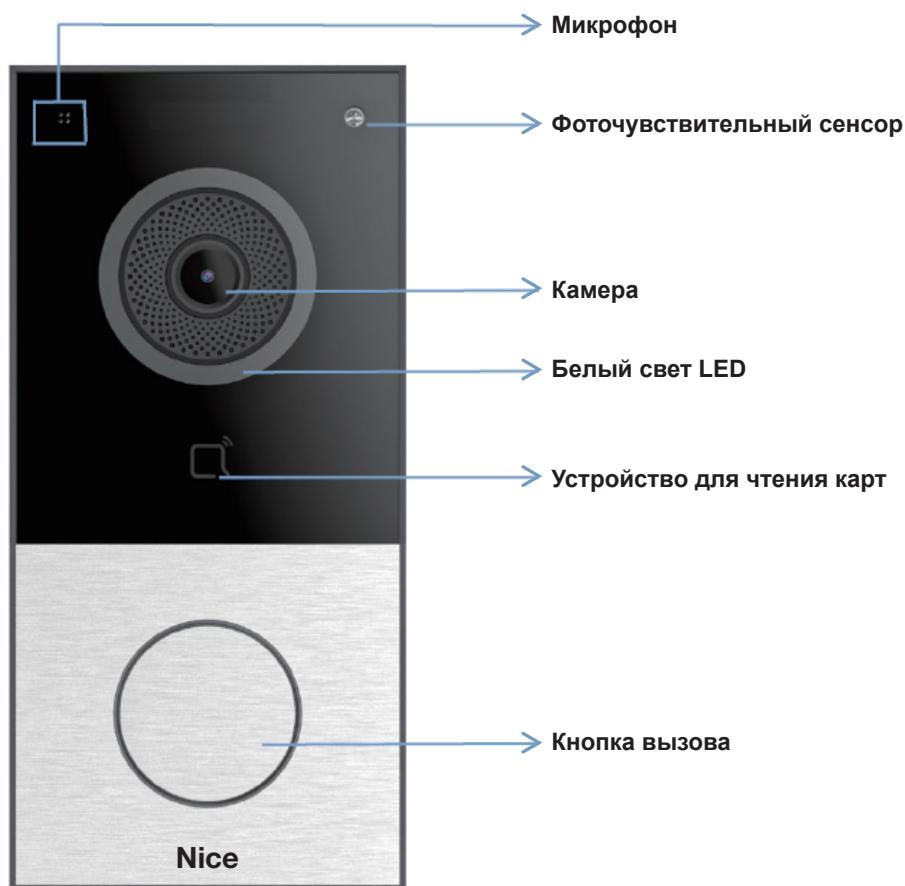 Микрофон
Фоточувствительный сенсор
Камера
Белый свет LED
Устройство для чтения карт
Кнопка вызова
Nice